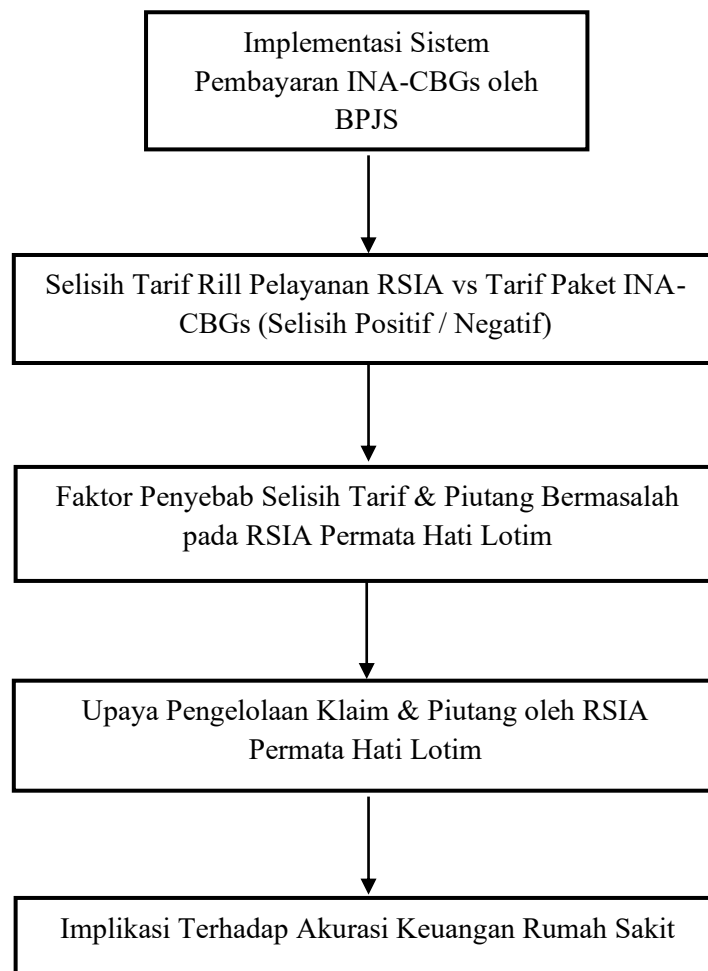 Implementasi Sistem
Pembayaran INA-CBGs oleh
BPJS
Selisih Tarif Rill Pelayanan RSIA vs Tarif Paket INA-
CBGs (Selisih Positif / Negatif)
Faktor Penyebab Selisih Tarif & Piutang Bermasalah
pada RSIA Permata Hati Lotim
Upaya Pengelolaan Klaim & Piutang oleh RSIA
Permata Hati Lotim
Implikasi Terhadap Akurasi Keuangan Rumah Sakit